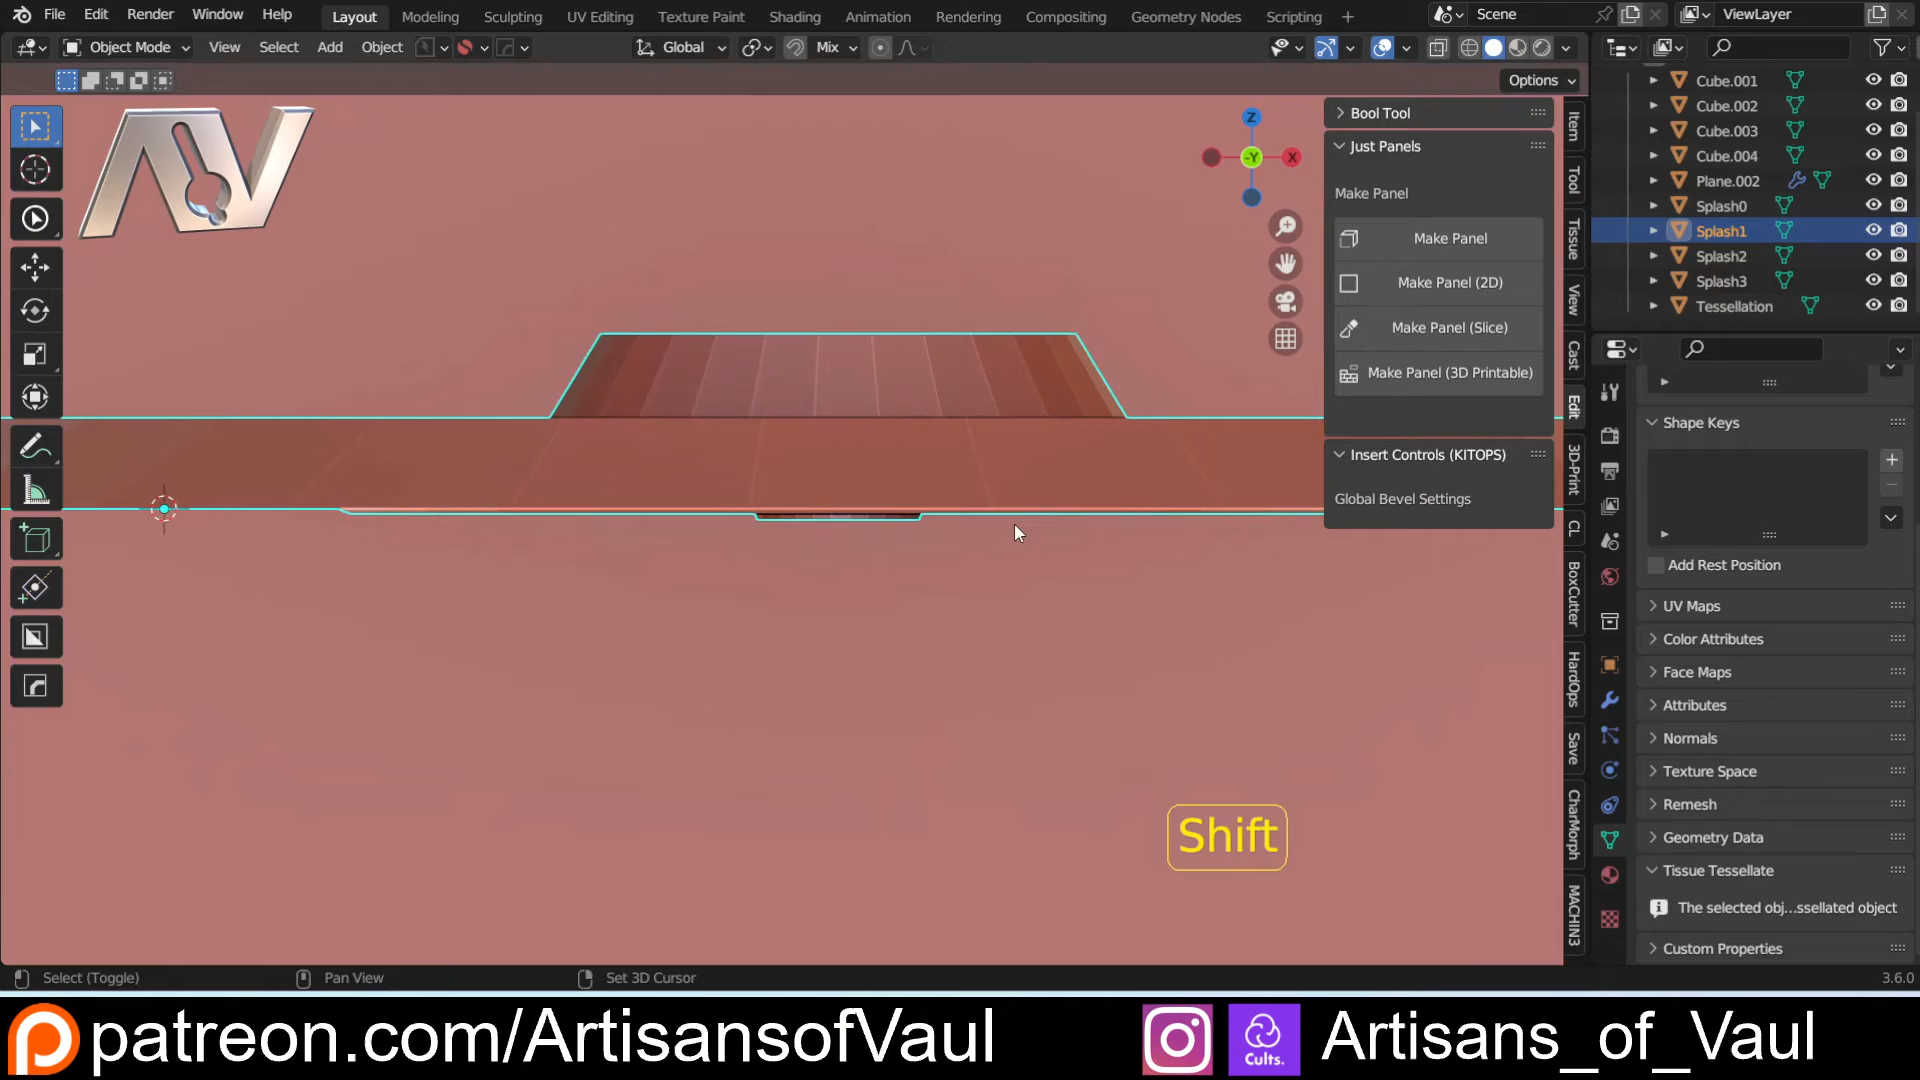 File Edit Render Window Help Layout Modeling Sculpting UV Editing Texture Paint Shading Animation Rendering Compositing Geometry Nodes Scripting + Scene ViewLayer
Object Mode View Select Add Object Global Mix
Options
Cube.001
Cube.002
Cube.003
Cube.004
Plane.002
Splash0
Splash1
Splash2
Splash3
Tessellation
Z
-Y
X
Bool Tool
Just Panels
Make Panel
Make Panel
Make Panel (2D)
Make Panel (Slice)
Make Panel (3D Printable)
Insert Controls (KITOPS)
Global Bevel Settings
Item
Tool
Tissue
View
Cast
Edit
3D-Print
CL
BoxCutter
HardOps
Save
CharMorph
MACHIN3
Shape Keys
Add Rest Position
UV Maps
Color Attributes
Face Maps
Attributes
Normals
Texture Space
Remesh
Geometry Data
Tissue Tessellate
The selected obj...ssellated object
Custom Properties
Shift
Select (Toggle) Pan View Set 3D Cursor 3.6.0
patreon.com/ArtisansofVaul Cults. Artisans_of_Vaul